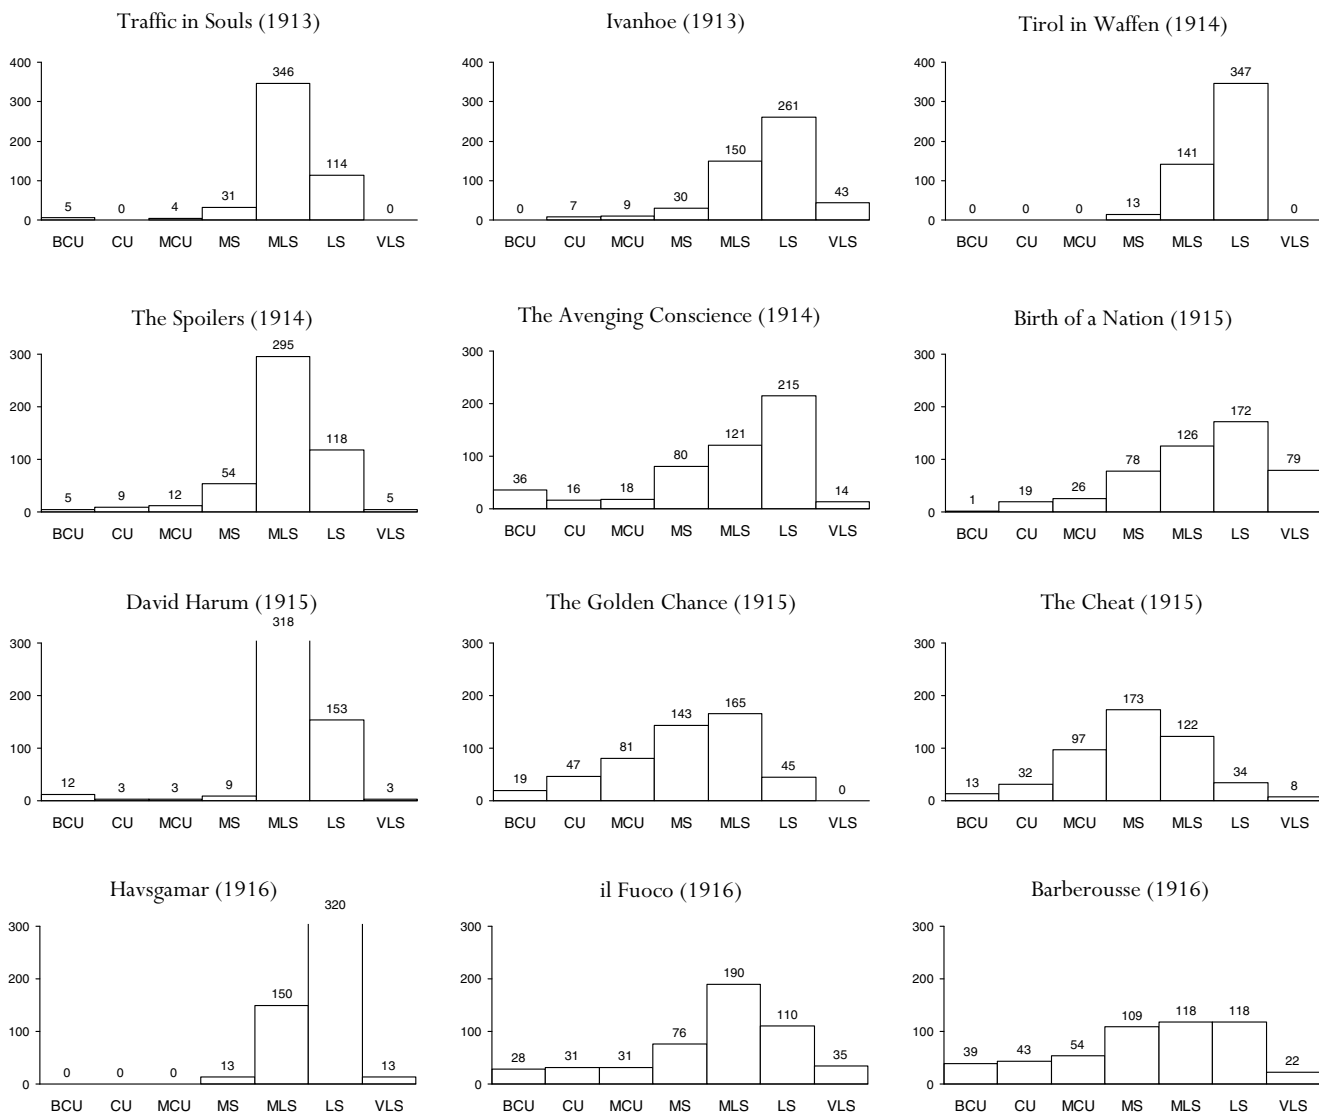 Traffic in Souls (1913)
400
300
200
100
0
5 0 4 31 346 114 0
BCU CU MCU MS MLS LS VLS
Ivanhoe (1913)
400
300
200
100
0
0 7 9 30 150 261 43
BCU CU MCU MS MLS LS VLS
Tirol in Waffen (1914)
400
300
200
100
0
0 0 0 13 141 347 0
BCU CU MCU MS MLS LS VLS
The Spoilers (1914)
300
200
100
0
5 9 12 54 295 118 5
BCU CU MCU MS MLS LS VLS
The Avenging Conscience (1914)
300
200
100
0
36 16 18 80 121 215 14
BCU CU MCU MS MLS LS VLS
Birth of a Nation (1915)
300
200
100
0
1 19 26 78 126 172 79
BCU CU MCU MS MLS LS VLS
David Harum (1915)
300
200
100
0
12 3 3 9 318 153 3
BCU CU MCU MS MLS LS VLS
The Golden Chance (1915)
300
200
100
0
19 47 81 143 165 45 0
BCU CU MCU MS MLS LS VLS
The Cheat (1915)
300
200
100
0
13 32 97 173 122 34 8
BCU CU MCU MS MLS LS VLS
Havsgamar (1916)
300
200
100
0
0 0 0 13 150 320 13
BCU CU MCU MS MLS LS VLS
il Fuoco (1916)
300
200
100
0
28 31 31 76 190 110 35
BCU CU MCU MS MLS LS VLS
Barberousse (1916)
300
200
100
0
39 43 54 109 118 118 22
BCU CU MCU MS MLS LS VLS